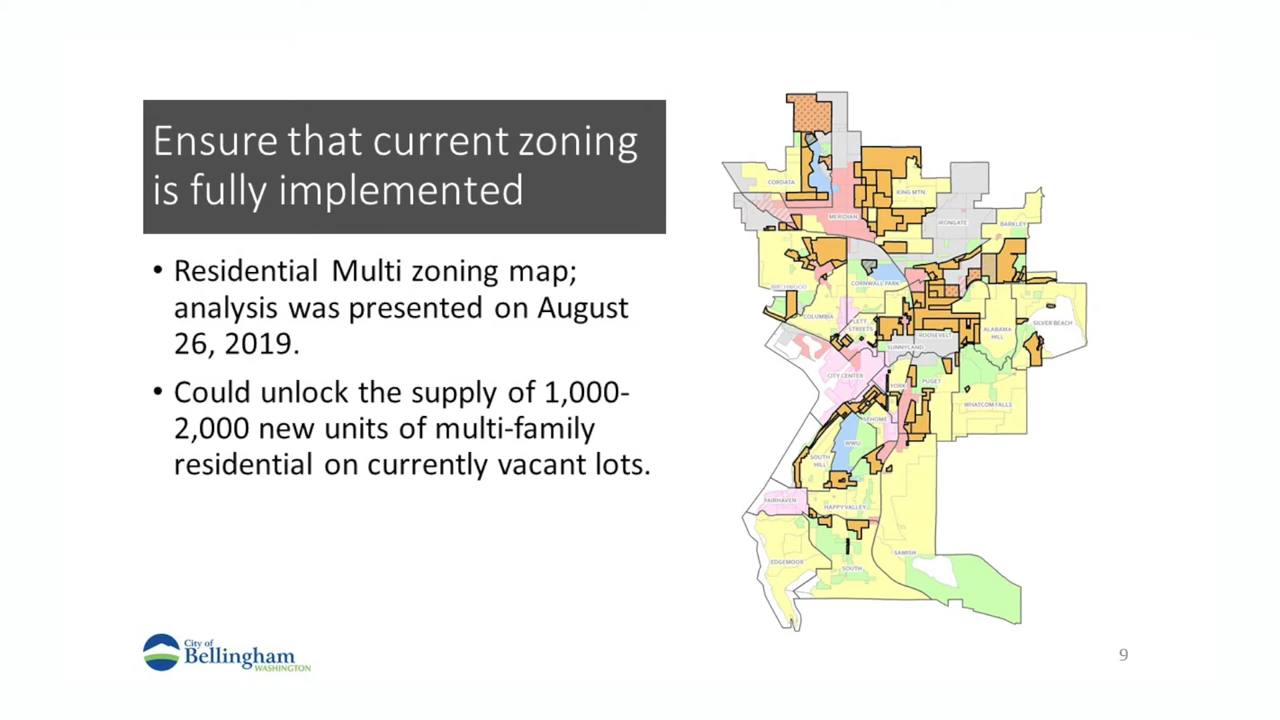 Ensure that current zoning
is fully implemented
• Residential Multi zoning map;
analysis was presented on August
26, 2019.
• Could unlock the supply of 1,000-
2,000 new units of multi-family
residential on currently vacant lots.
CORDATA
KING MTN.
MERIDIAN
IRONGATE
BARKLEY
BIRCHWOOD
CORNWALL PARK
COLUMBIA
LETT
STREETS
SILVER BEACH
ALABAMA
HILL
ROOSEVELT
SUNNYLAND
CITY CENTER
YORK
PUGET
WHATCOM FALLS
SEHOME
WWU
SOUTH
HILL
FAIRHAVEN
HAPPY VALLEY
SAMISH
EDGEMOOR
SOUTH
City of
Bellingham
WASHINGTON
9